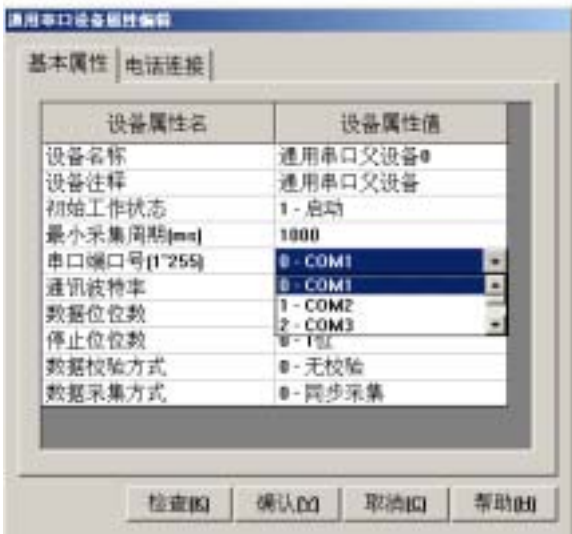 通用串口设备属性编辑
基本属性 电话连接
设备属性名 设备属性值
设备名称 通用串口父设备0
设备注释 通用串口父设备
初始工作状态 1 - 启动
最小采集周期(ms) 1000
串口端口号(1~255) 0 - COM1
通讯波特率 0 - COM1
数据位位数 1 - COM2
2 - COM3
停止位位数 0 - 1位
数据校验方式 0 - 无校验
数据采集方式 0 - 同步采集
检查(K) 确认(Y) 取消(C) 帮助(H)